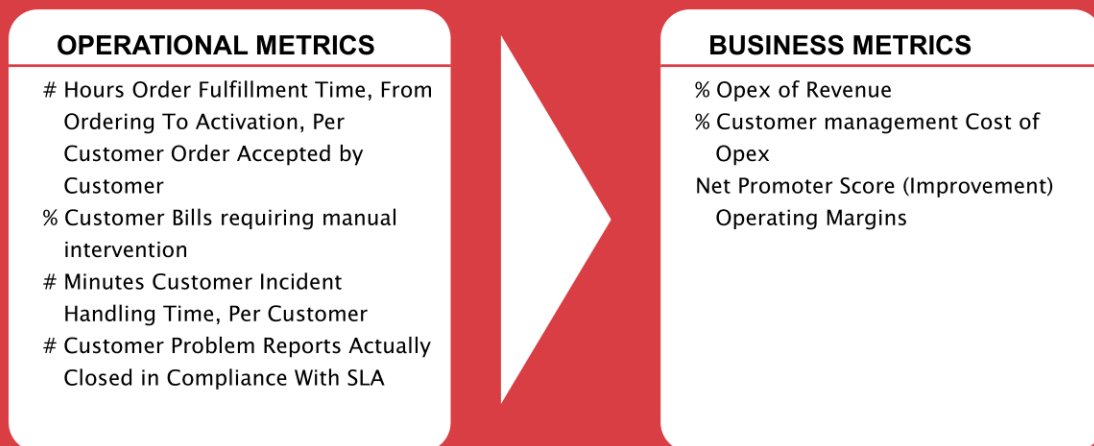 OPERATIONAL METRICS
# Hours Order Fulfillment Time, From
Ordering To Activation, Per
Customer Order Accepted by
Customer
% Customer Bills requiring manual
intervention
# Minutes Customer Incident
Handling Time, Per Customer
# Customer Problem Reports Actually
Closed in Compliance With SLA
BUSINESS METRICS
% Opex of Revenue
% Customer management Cost of
Opex
Net Promoter Score (Improvement)
Operating Margins